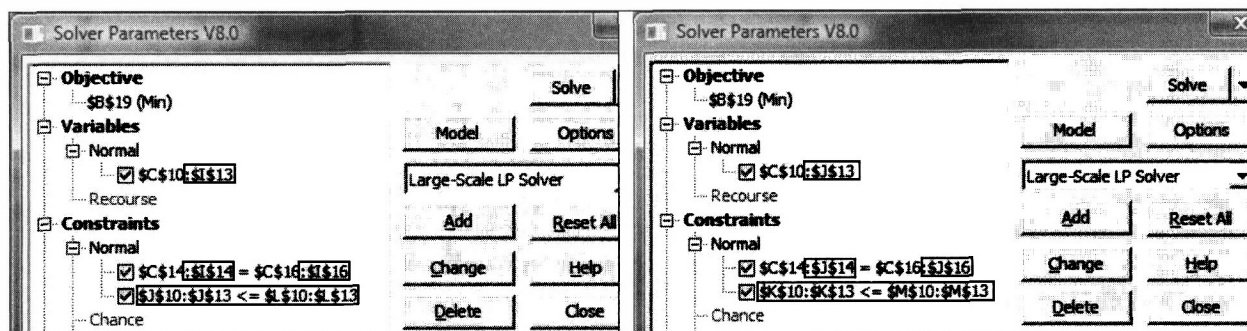 Solver Parameters V8.0
Objective
$B$19 (Min)
Variables
Normal
$C$10:$I$13
Recourse
Constraints
Normal
$C$14:$I$14 = $C$16:$I$16
$J$10:$J$13 <= $L$10:$L$13
Chance
Solve
Model
Options
Large-Scale LP Solver
Add
Reset All
Change
Help
Delete
Close
Solver Parameters V8.0
Objective
$B$19 (Min)
Variables
Normal
$C$10:$J$13
Recourse
Constraints
Normal
$C$14:$J$14 = $C$16:$J$16
$K$10:$K$13 <= $M$10:$M$13
Chance
Solve
Model
Options
Large-Scale LP Solver
Add
Reset All
Change
Help
Delete
Close